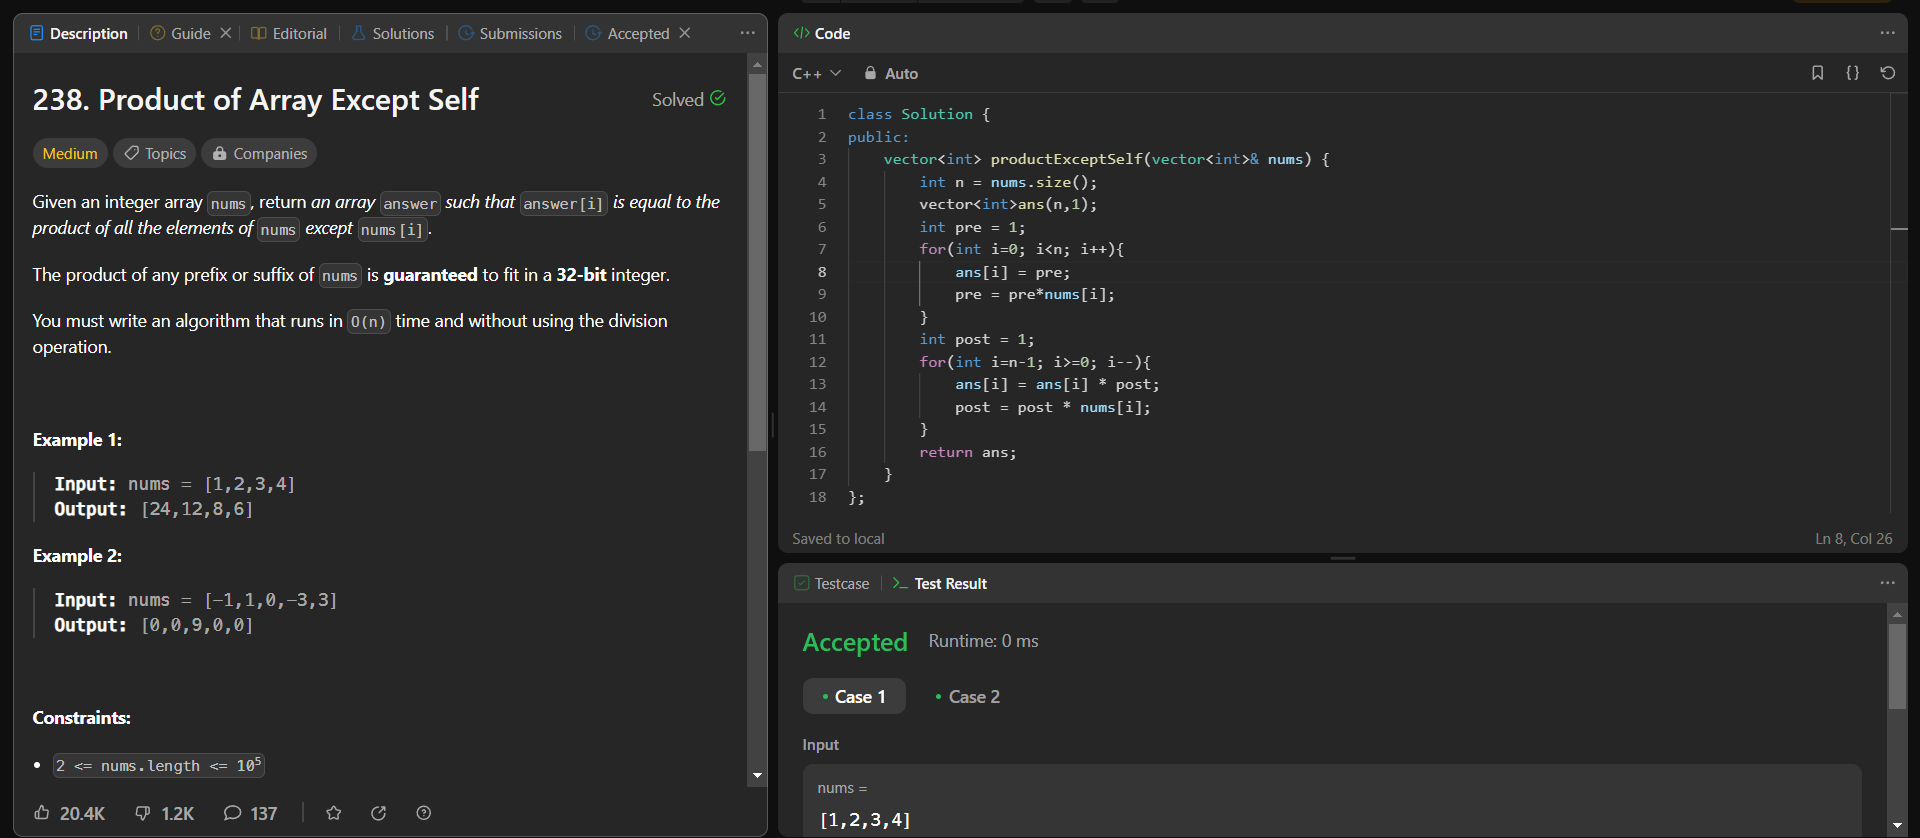 Description Guide Editorial Solutions Submissions Accepted
238. Product of Array Except Self
Solved
Medium Topics Companies
Given an integer array nums, return an array answer such that answer[i] is equal to the
product of all the elements of nums except nums[i].
The product of any prefix or suffix of nums is guaranteed to fit in a 32-bit integer.
You must write an algorithm that runs in O(n) time and without using the division
operation.
Example 1:
Input: nums = [1,2,3,4]
Output: [24,12,8,6]
Example 2:
Input: nums = [-1,1,0,-3,3]
Output: [0,0,9,0,0]
Constraints:
• 2 <= nums.length <= 10⁵
20.4K 1.2K 137
</> Code
C++ Auto
{}
1 class Solution {
2 public:
3 vector<int> productExceptSelf(vector<int>& nums) {
4 int n = nums.size();
5 vector<int>ans(n,1);
6 int pre = 1;
7 for(int i=0; i<n; i++){
8 ans[i] = pre;
9 pre = pre*nums[i];
10 }
11 int post = 1;
12 for(int i=n-1; i>=0; i--){
13 ans[i] = ans[i] * post;
14 post = post * nums[i];
15 }
16 return ans;
17 }
18 };
Saved to local
Ln 8, Col 26
Testcase >_ Test Result
Accepted Runtime: 0 ms
• Case 1 • Case 2
Input
nums =
[1,2,3,4]